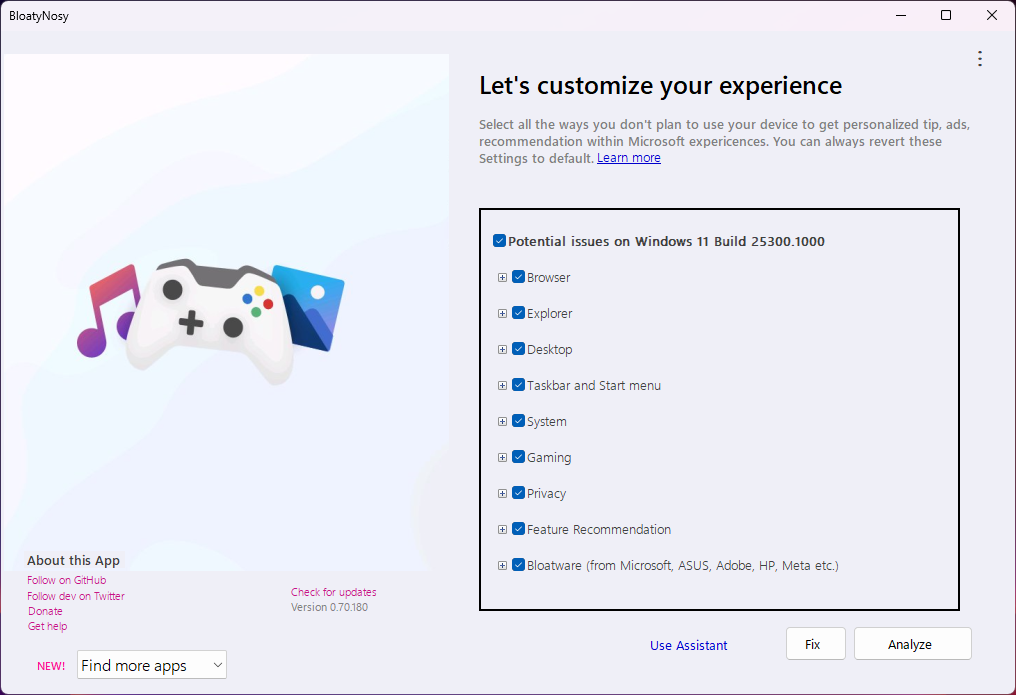 BloatyNosy
Let's customize your experience
Select all the ways you don't plan to use your device to get personalized tip, ads,
recommendation within Microsoft expericences. You can always revert these
Settings to default. Learn more
Potential issues on Windows 11 Build 25300.1000
Browser
Explorer
Desktop
Taskbar and Start menu
System
Gaming
Privacy
Feature Recommendation
Bloatware (from Microsoft, ASUS, Adobe, HP, Meta etc.)
About this App
Follow on GitHub
Follow dev on Twitter
Donate
Get help
Check for updates
Version 0.70.180
NEW! Find more apps
Use Assistant
Fix
Analyze